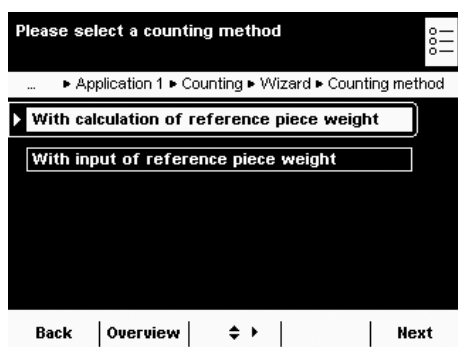 Please select a counting method
... ▸ Application 1 ▸ Counting ▸ Wizard ▸ Counting method
With calculation of reference piece weight
With input of reference piece weight
Back Overview Next